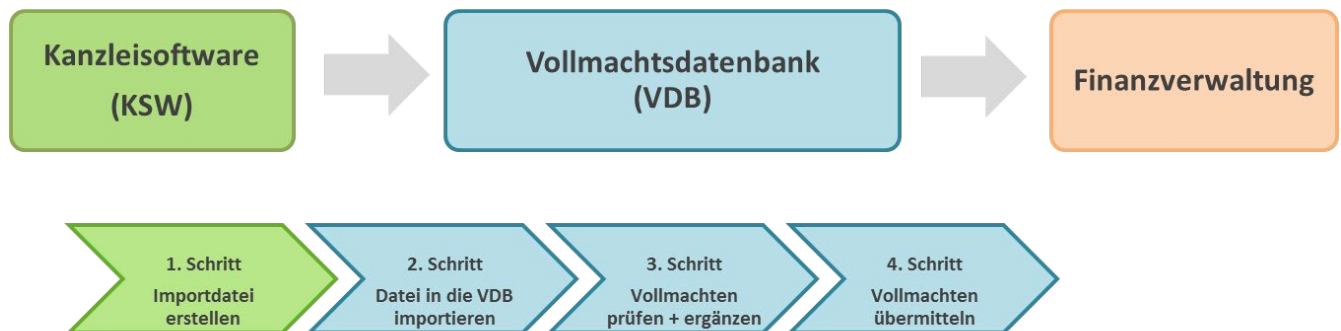 Kanzleisoftware
(KSW)
Vollmachtsdatenbank
(VDB)
Finanzverwaltung
1. Schritt
Importdatei
erstellen
2. Schritt
Datei in die VDB
importieren
3. Schritt
Vollmachten
prüfen + ergänzen
4. Schritt
Vollmachten
übermitteln